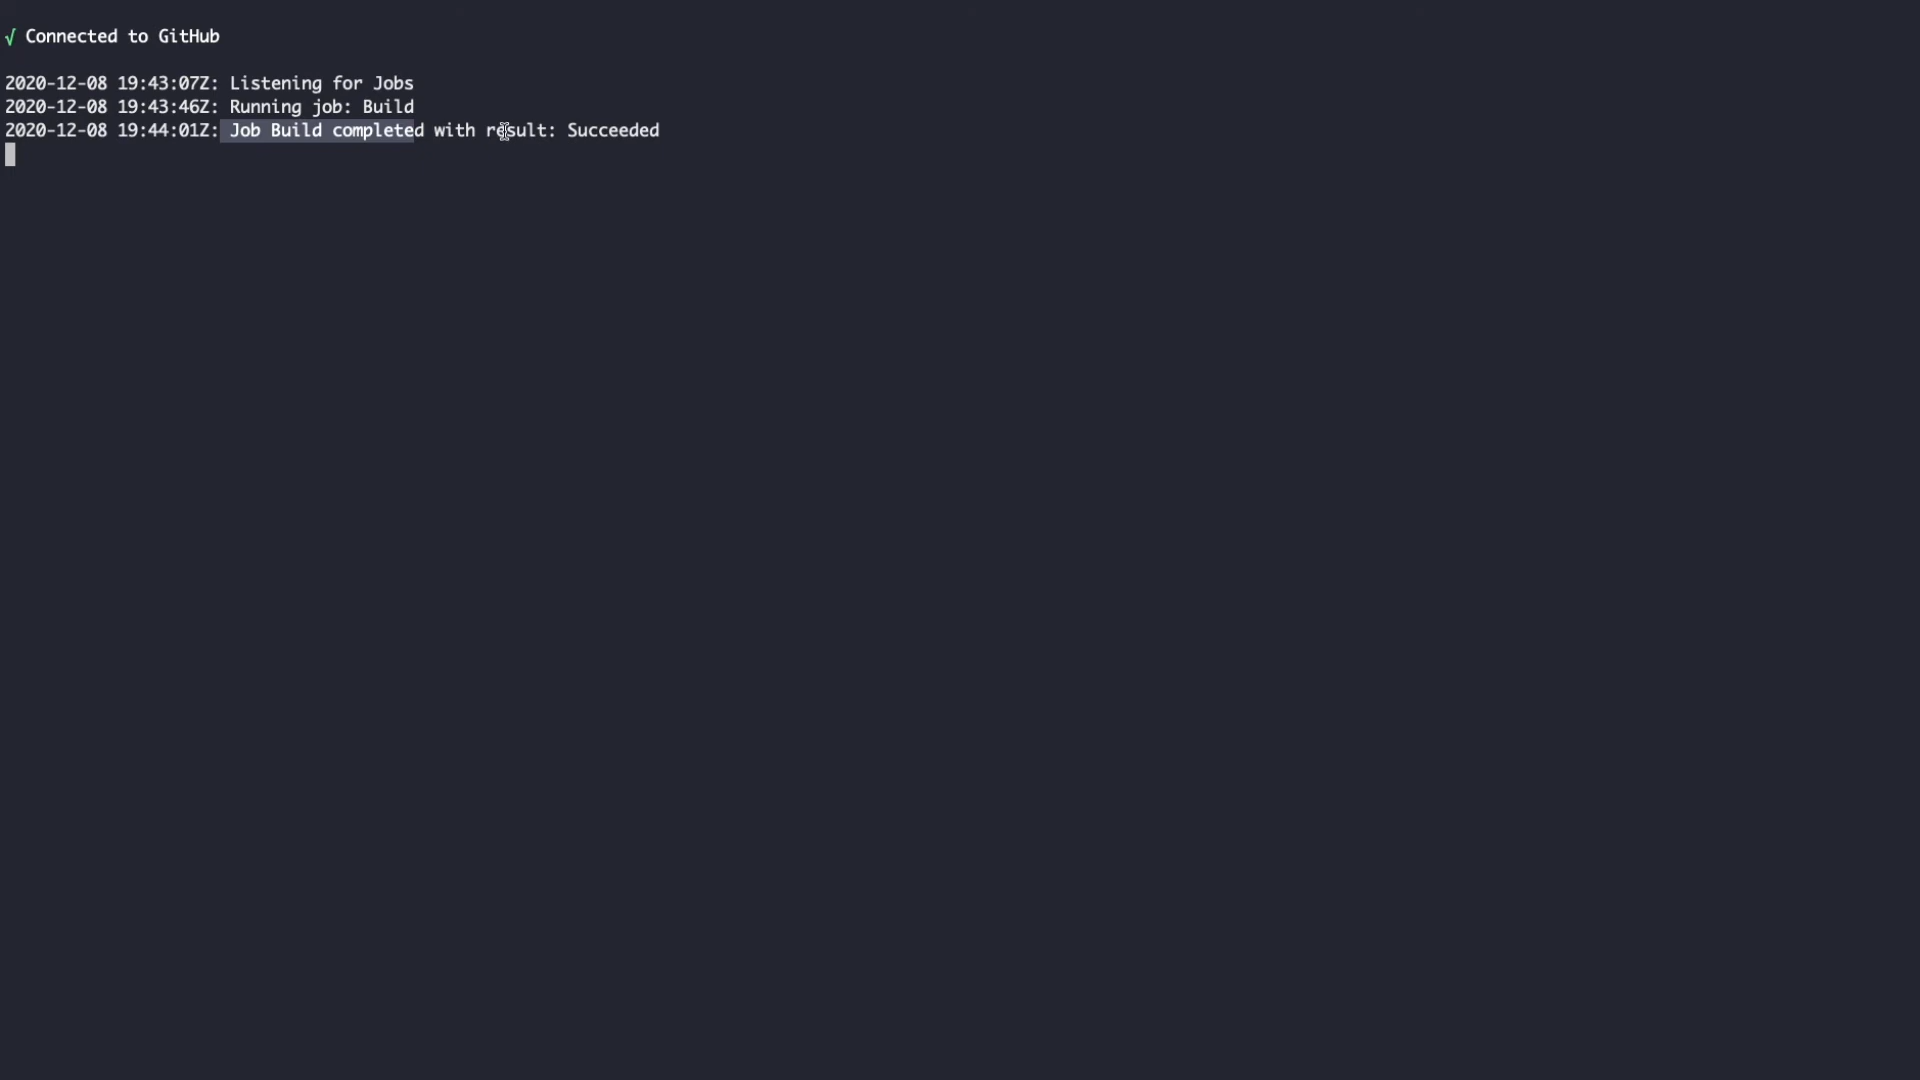 √ Connected to GitHub
2020-12-08 19:43:07Z: Listening for Jobs
2020-12-08 19:43:46Z: Running job: Build
2020-12-08 19:44:01Z: Job Build completed with result: Succeeded